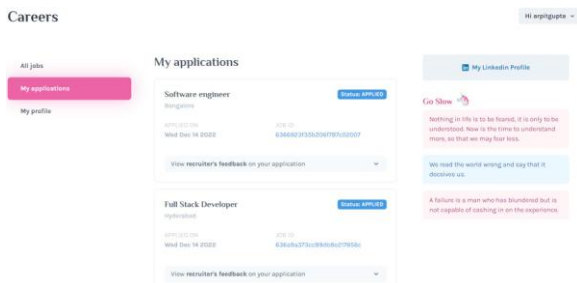 Careers
Hi arpitgupta
All jobs
My applications
My profile
My applications
Software engineer
Status: APPLIED
Bangalore
APPLIED ON
JOB ID
Wed Dec 14 2022
View recruiter's feedback on your application
Full Stack Developer
Status: APPLIED
Hyderabad
APPLIED ON
JOB ID
Wed Dec 14 2022
View recruiter's feedback on your application
My Linkedin Profile
Go Slow
Nothing in life is to be feared, it is only to be
understood. Now is the time to understand
more, so that we may fear less.
We read the world wrong and say that it
deceives us.
A failure is a man who has blundered but is
not capable of cashing in on the experience.